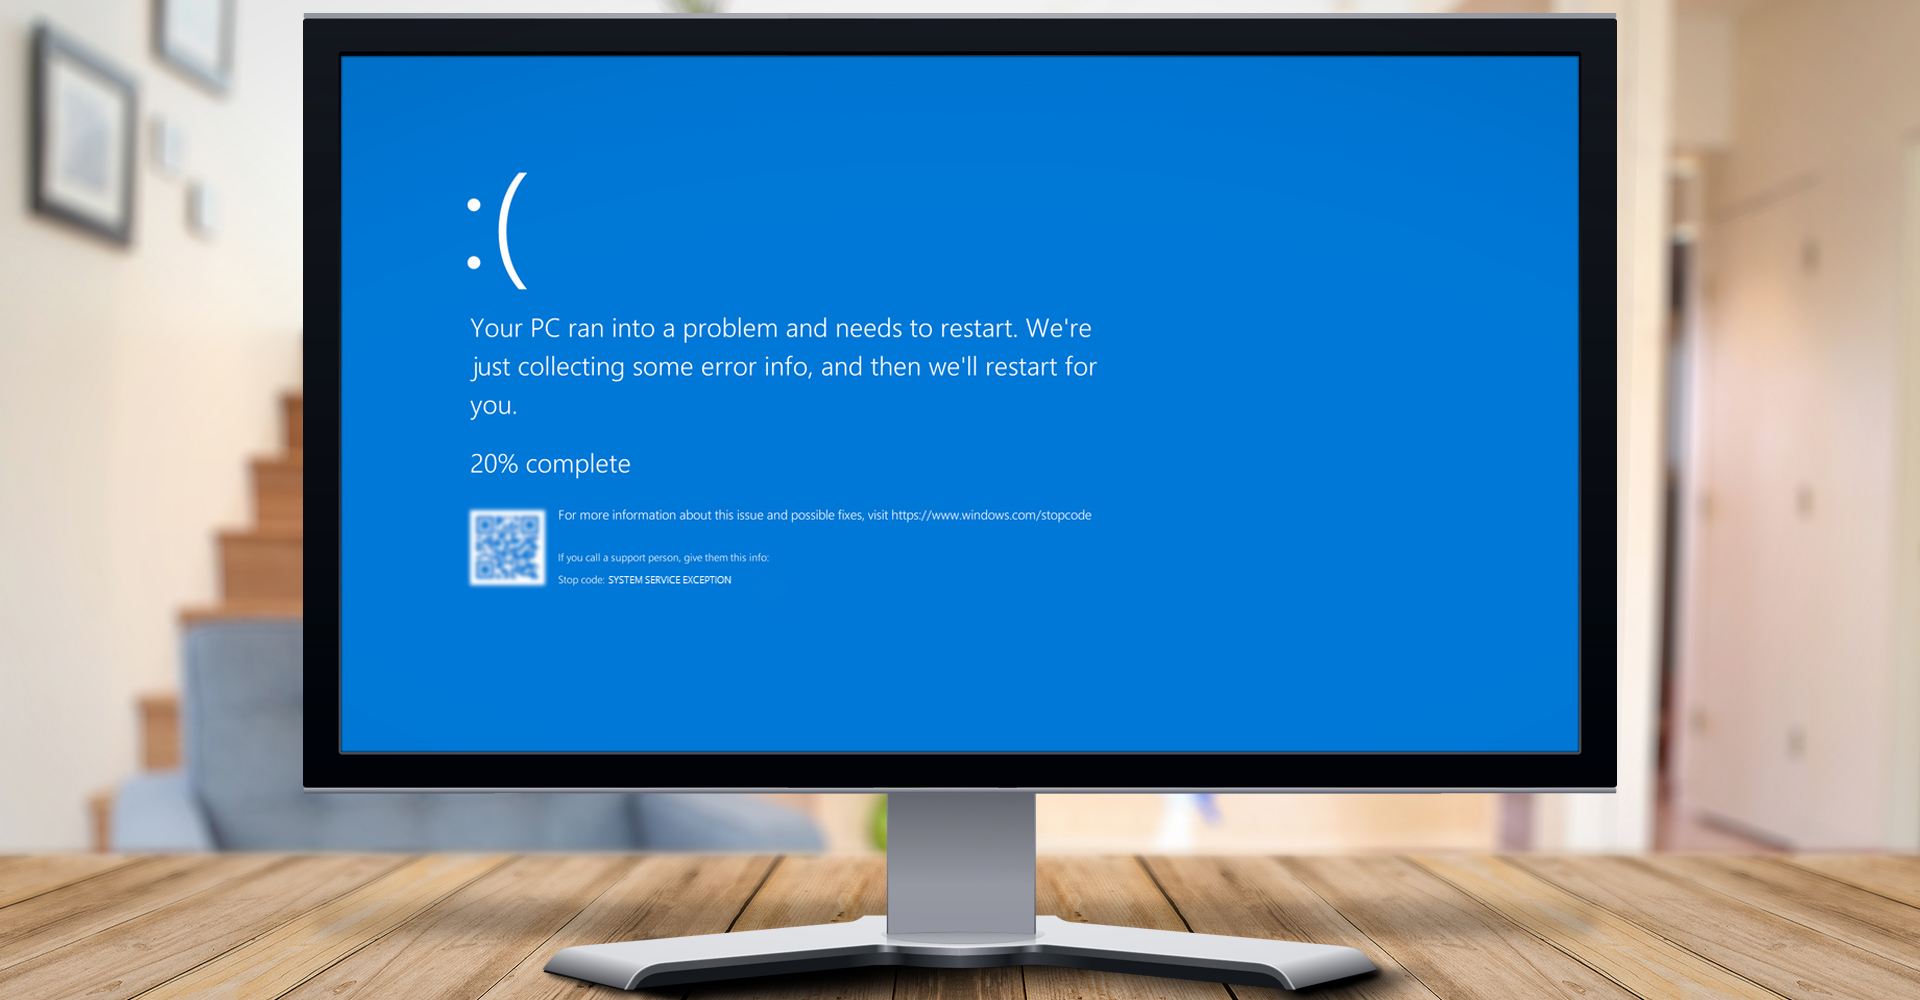 :(
Your PC ran into a problem and needs to restart. We're
just collecting some error info, and then we'll restart for
you.
20% complete
For more information about this issue and possible fixes, visit https://www.windows.com/stopcode
If you call a support person, give them this info:
Stop code: SYSTEM SERVICE EXCEPTION